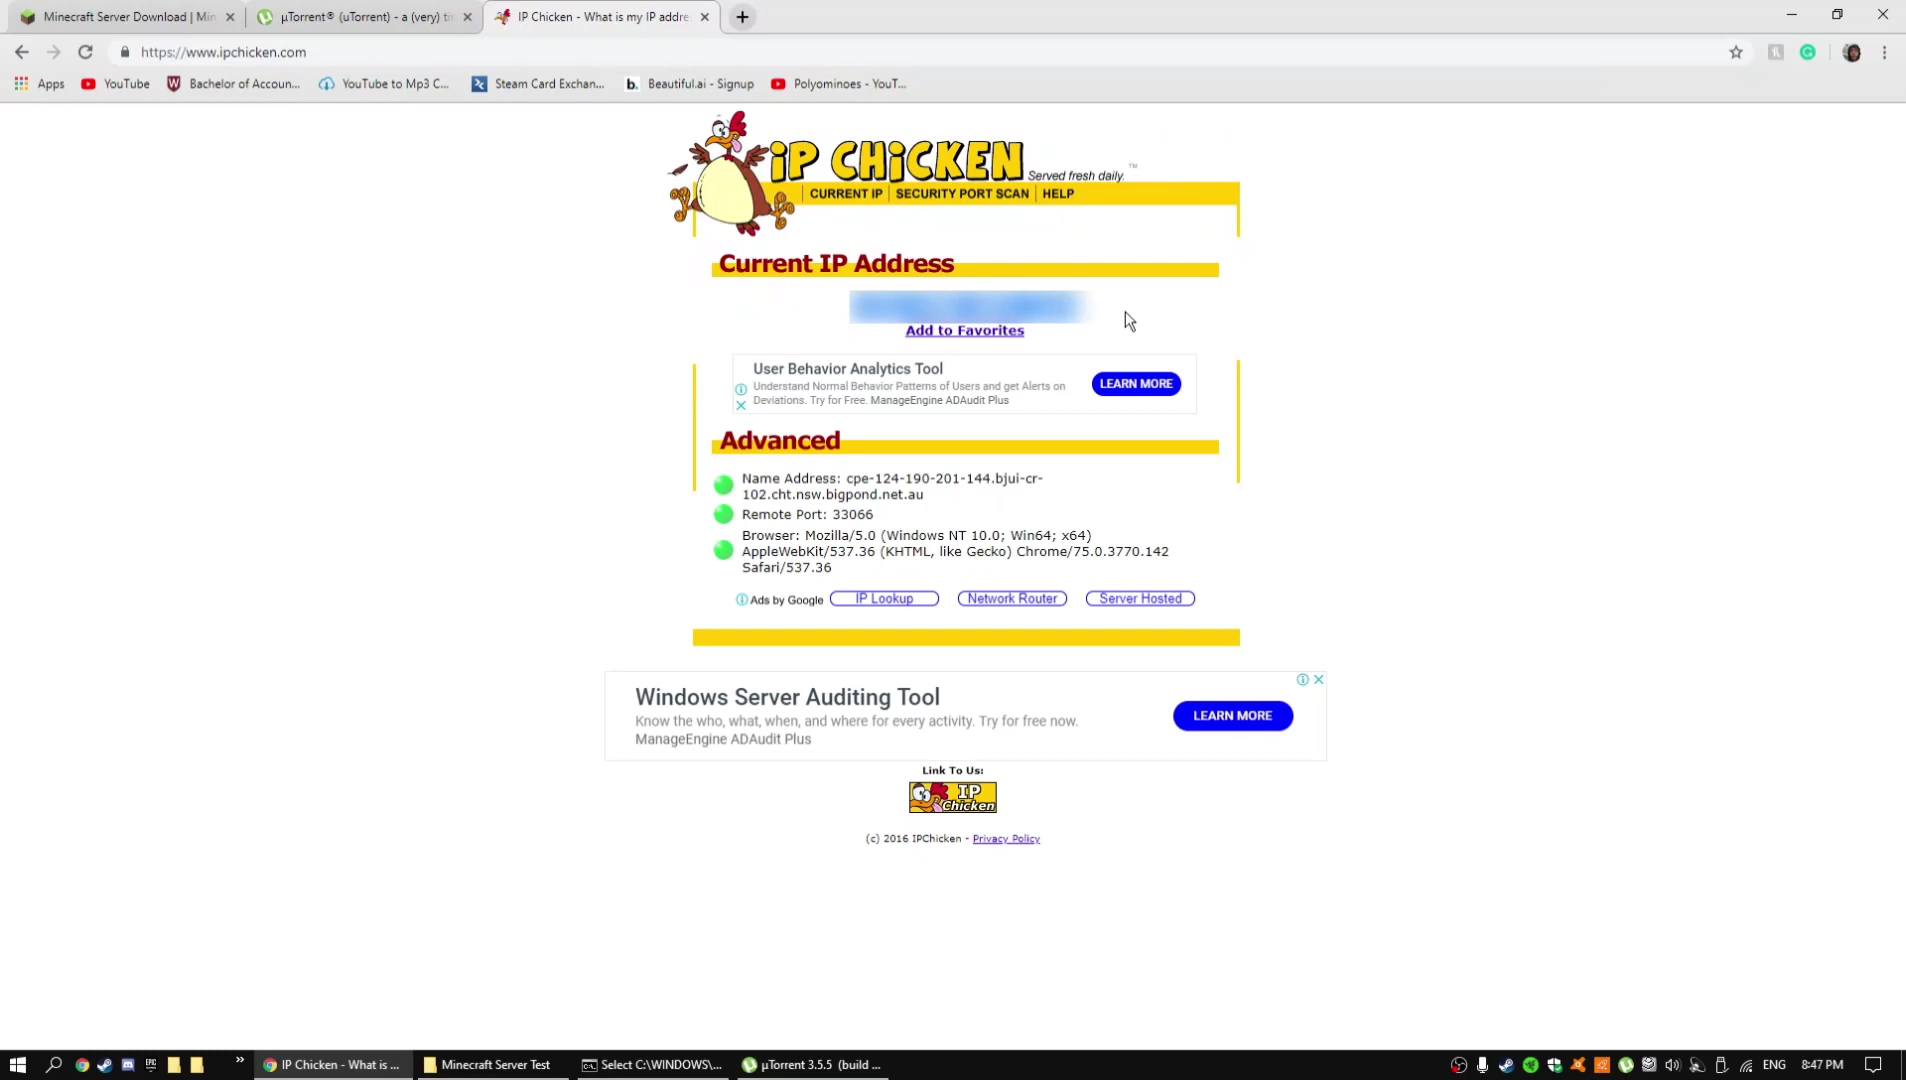 Minecraft Server Download | Min
µTorrent® (uTorrent) - a (very) ti
IP Chicken - What is my IP addre
https://www.ipchicken.com
Apps
YouTube
Bachelor of Accoun...
YouTube to Mp3 C...
Steam Card Exchan...
b. Beautiful.ai - Signup
Polyominoes - YouT...
iP CHiCKEN
Served fresh daily. ™
CURRENT IP | SECURITY PORT SCAN | HELP
Current IP Address
Add to Favorites
User Behavior Analytics Tool
Understand Normal Behavior Patterns of Users and get Alerts on
Deviations. Try for Free. ManageEngine ADAudit Plus
LEARN MORE
Advanced
Name Address: cpe-124-190-201-144.bjui-cr-
102.cht.nsw.bigpond.net.au
Remote Port: 33066
Browser: Mozilla/5.0 (Windows NT 10.0; Win64; x64)
AppleWebKit/537.36 (KHTML, like Gecko) Chrome/75.0.3770.142
Safari/537.36
Ads by Google
IP Lookup
Network Router
Server Hosted
Windows Server Auditing Tool
Know the who, what, when, and where for every activity. Try for free now.
ManageEngine ADAudit Plus
LEARN MORE
Link To Us:
IP
Chicken
(c) 2016 IPChicken - Privacy Policy
EPIC
IP Chicken - What is ...
Minecraft Server Test
Select C:\WINDOWS\...
µTorrent 3.5.5 (build ...
ENG
8:47 PM